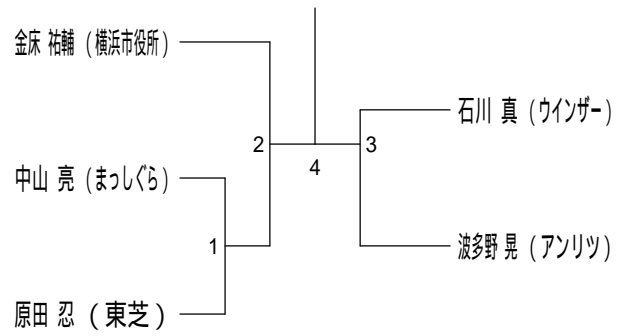 金床 祐輔 (横浜市役所)
石川 真 (ウインザー)
2
3
4
中山 亮 (まっしぐら)
1
波多野 晃 (アンリツ)
原田 忍 (東芝)